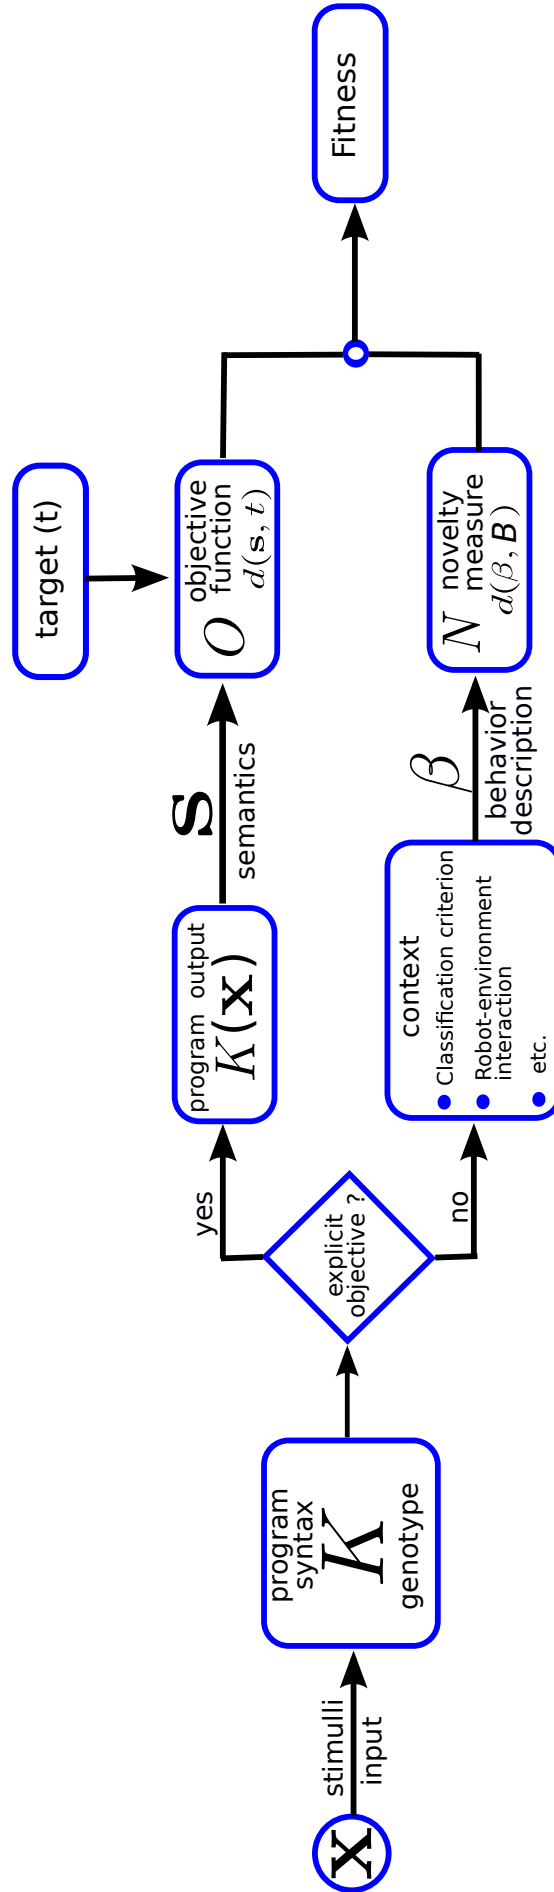 x
stimulli
input
program
syntax
K
genotype
explicit
objective ?
yes
no
program output
K(x)
s
semantics
target (t)
O
objective
function
d(s, t)
context
Classification criterion
Robot-environment
interaction
etc.
β
behavior
description
N
novelty
measure
d(β, B)
Fitness